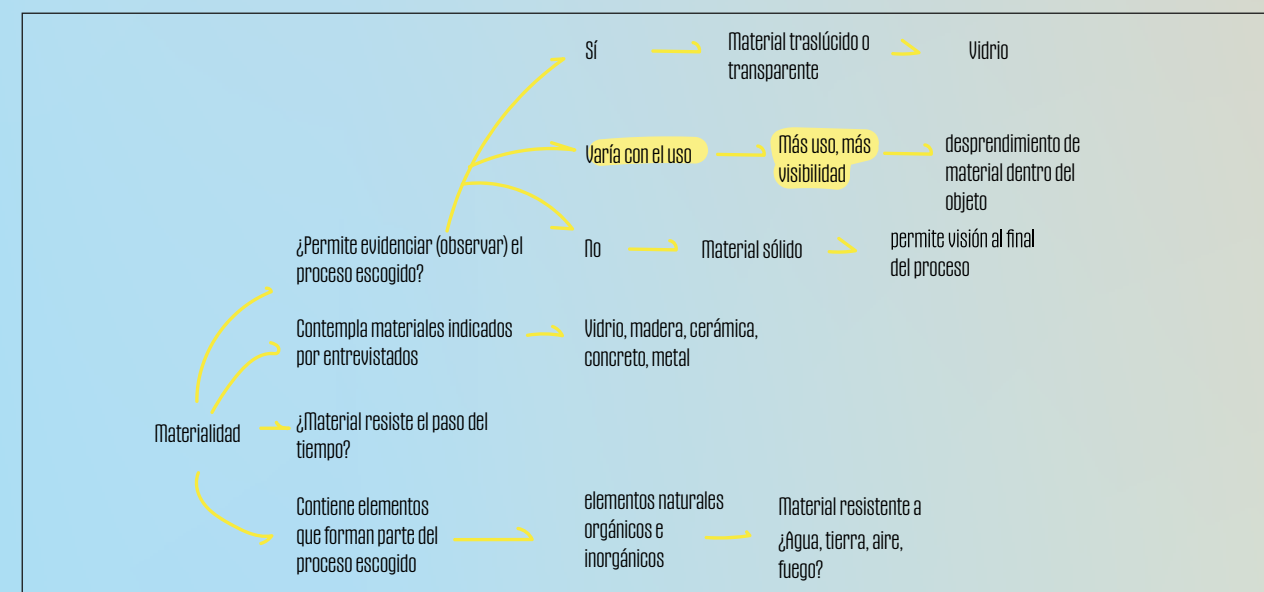 Sí
Material traslúcido o
transparente
Vidrio
Varía con el uso
Más uso, más
visibilidad
desprendimiento de
material dentro del
objeto
¿Permite evidenciar (observar) el
proceso escogido?
No
Material sólido
permite visión al final
del proceso
Contempla materiales indicados
por entrevistados
Vidrio, madera, cerámica,
concreto, metal
Materialidad
¿Material resiste el paso del
tiempo?
Contiene elementos
que forman parte del
proceso escogido
elementos naturales
orgánicos e
inorgánicos
Material resistente a
¿Agua, tierra, aire,
fuego?